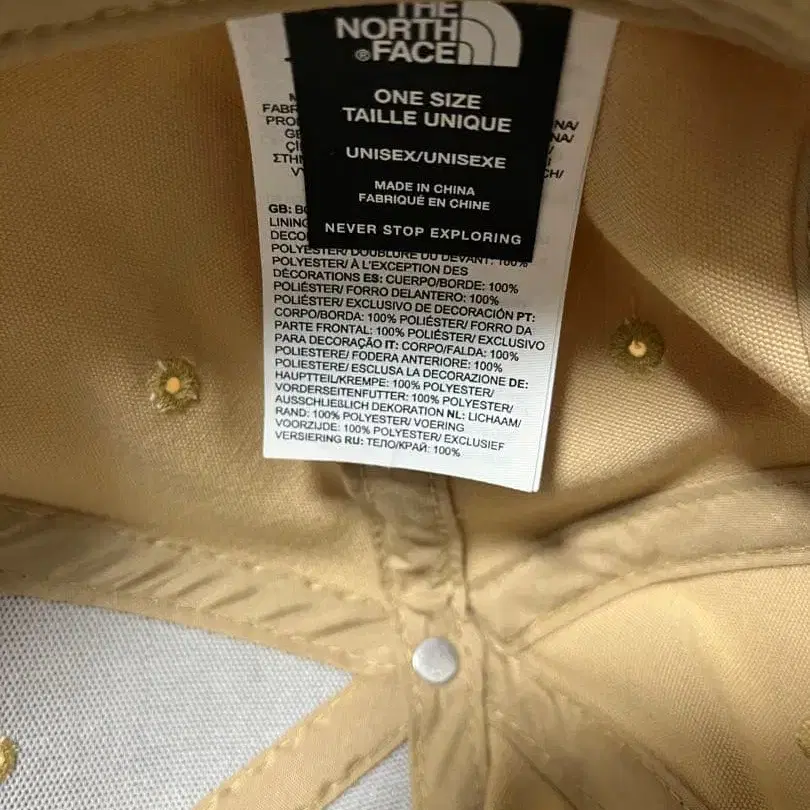 THE
NORTH
®FACE
ONE SIZE
TAILLE UNIQUE
UNISEX/UNISEXE
MADE IN CHINA
FABRIQUÉ EN CHINE
NEVER STOP EXPLORING
GB:
LINING
POLYESTER/ DOUBLURE DU DEVANT: 100%
POLYESTER/ À L'EXCEPTION DES
DÉCORATIONS ES: CUERPO/BORDE: 100%
POLIÉSTER/ FORRO DELANTERO: 100%
POLIÉSTER/ EXCLUSIVO DE DECORACIÓN PT:
CORPO/BORDA: 100% POLIÉSTER/ FORRO DA
PARTE FRONTAL: 100% POLIÉSTER/ EXCLUSIVO
PARA DECORAÇÃO IT: CORPO/FALDA: 100%
POLIESTERE/ FODERA ANTERIORE: 100%
POLIESTERE/ ESCLUSA LA DECORAZIONE DE:
HAUPTTEIL/KREMPE: 100% POLYESTER/
VORDERSEITENFUTTER: 100% POLYESTER/
AUSSCHLIEßLICH DEKORATION NL: LICHAAM/
RAND: 100% POLYESTER/ VOERING
VOORZIJDE: 100% POLYESTER/ EXCLUSIEF
VERSIERING RU: ТЕЛО/КРАЙ: 100%